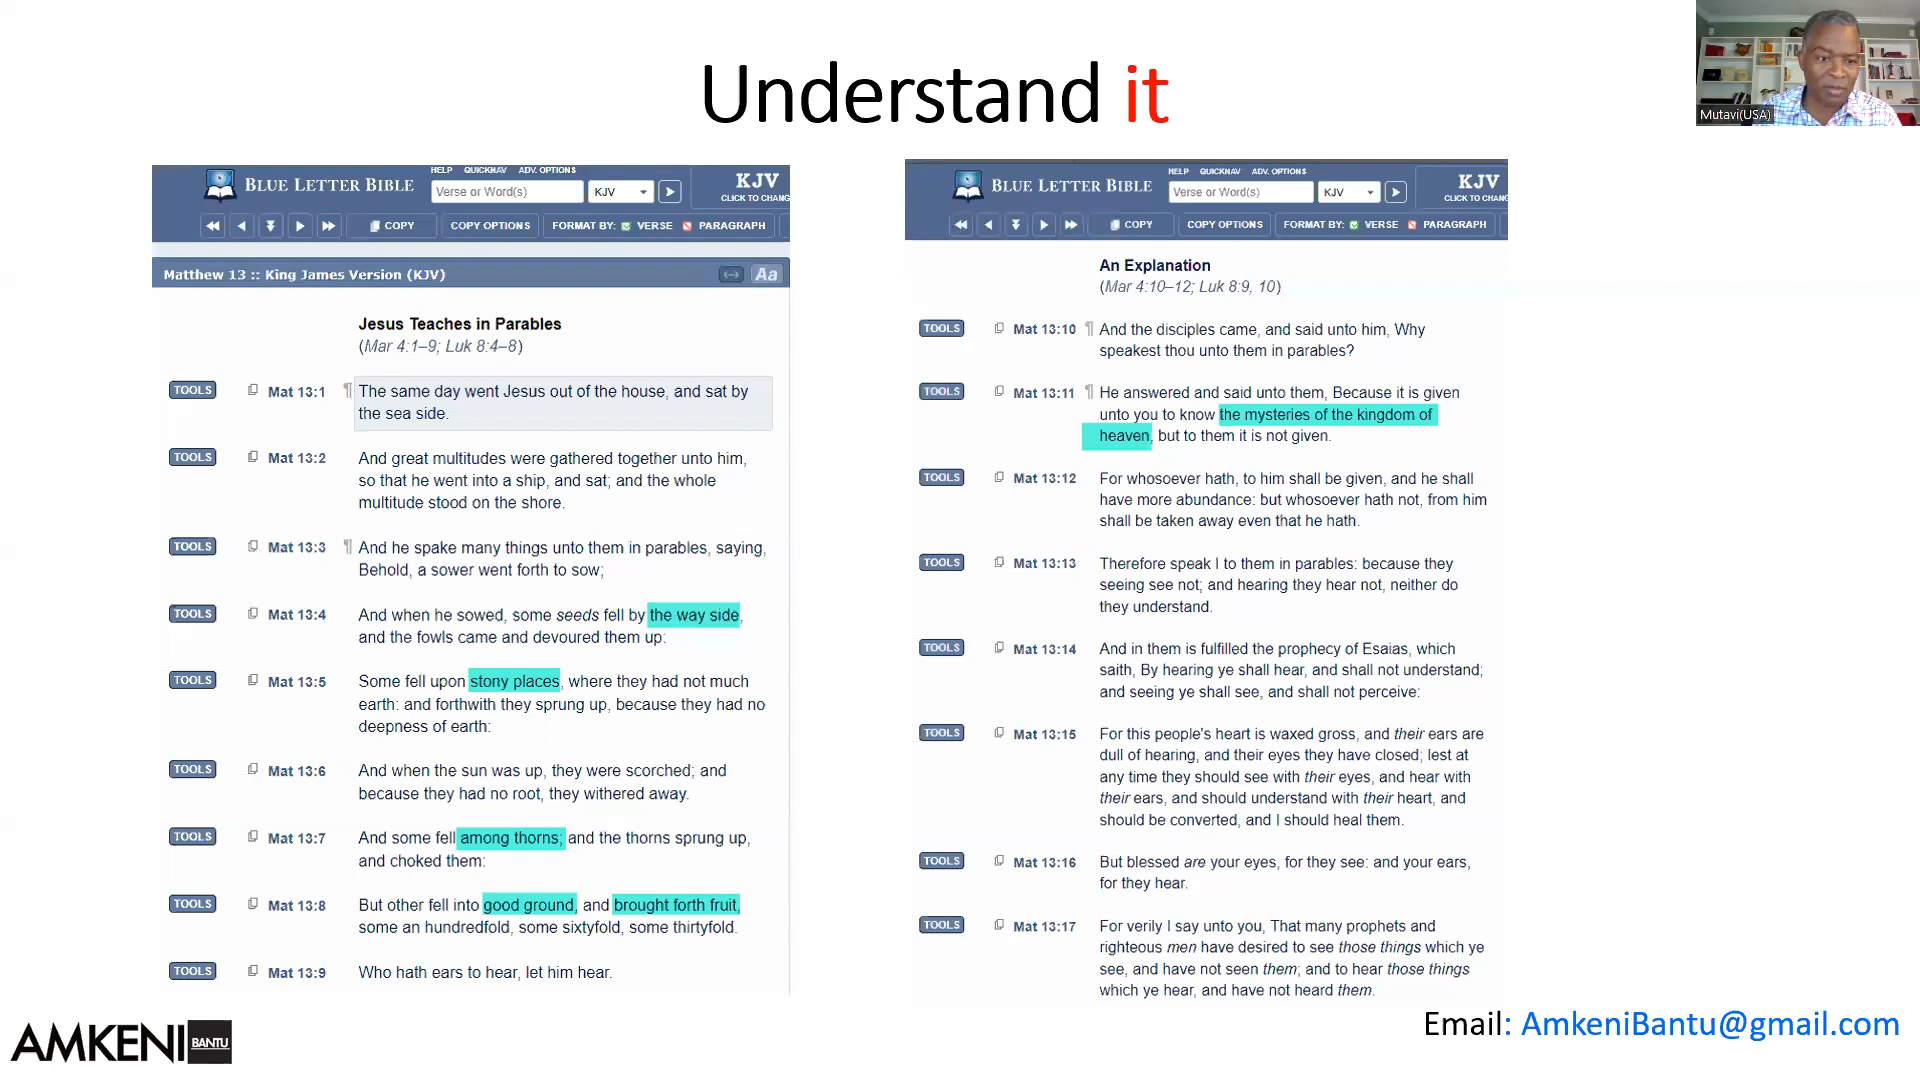 Understand it
Mutavi(USA)
HELP QUICKNAV ADV. OPTIONS
BLUE LETTER BIBLE
Verse or Word(s)
KJV
KJV
CLICK TO CHANG
COPY
COPY OPTIONS
FORMAT BY: VERSE PARAGRAPH
Matthew 13 :: King James Version (KJV)
Aa
Jesus Teaches in Parables
(Mar 4:1–9; Luk 8:4–8)
TOOLS Mat 13:1 ¶ The same day went Jesus out of the house, and sat by
the sea side.
TOOLS Mat 13:2 And great multitudes were gathered together unto him,
so that he went into a ship, and sat; and the whole
multitude stood on the shore.
TOOLS Mat 13:3 ¶ And he spake many things unto them in parables, saying,
Behold, a sower went forth to sow;
TOOLS Mat 13:4 And when he sowed, some seeds fell by the way side,
and the fowls came and devoured them up:
TOOLS Mat 13:5 Some fell upon stony places, where they had not much
earth: and forthwith they sprung up, because they had no
deepness of earth:
TOOLS Mat 13:6 And when the sun was up, they were scorched; and
because they had no root, they withered away.
TOOLS Mat 13:7 And some fell among thorns; and the thorns sprung up,
and choked them:
TOOLS Mat 13:8 But other fell into good ground, and brought forth fruit,
some an hundredfold, some sixtyfold, some thirtyfold.
TOOLS Mat 13:9 Who hath ears to hear, let him hear.
HELP QUICKNAV ADV. OPTIONS
BLUE LETTER BIBLE
Verse or Word(s)
KJV
KJV
CLICK TO CHANG
COPY
COPY OPTIONS
FORMAT BY: VERSE PARAGRAPH
An Explanation
(Mar 4:10–12; Luk 8:9, 10)
TOOLS Mat 13:10 ¶ And the disciples came, and said unto him, Why
speakest thou unto them in parables?
TOOLS Mat 13:11 ¶ He answered and said unto them, Because it is given
unto you to know the mysteries of the kingdom of
heaven, but to them it is not given.
TOOLS Mat 13:12 For whosoever hath, to him shall be given, and he shall
have more abundance: but whosoever hath not, from him
shall be taken away even that he hath.
TOOLS Mat 13:13 Therefore speak I to them in parables: because they
seeing see not; and hearing they hear not, neither do
they understand.
TOOLS Mat 13:14 And in them is fulfilled the prophecy of Esaias, which
saith, By hearing ye shall hear, and shall not understand;
and seeing ye shall see, and shall not perceive:
TOOLS Mat 13:15 For this people's heart is waxed gross, and their ears are
dull of hearing, and their eyes they have closed; lest at
any time they should see with their eyes, and hear with
their ears, and should understand with their heart, and
should be converted, and I should heal them.
TOOLS Mat 13:16 But blessed are your eyes, for they see: and your ears,
for they hear.
TOOLS Mat 13:17 For verily I say unto you, That many prophets and
righteous men have desired to see those things which ye
see, and have not seen them; and to hear those things
which ye hear, and have not heard them.
AMKENI BANTU
Email: AmkeniBantu@gmail.com